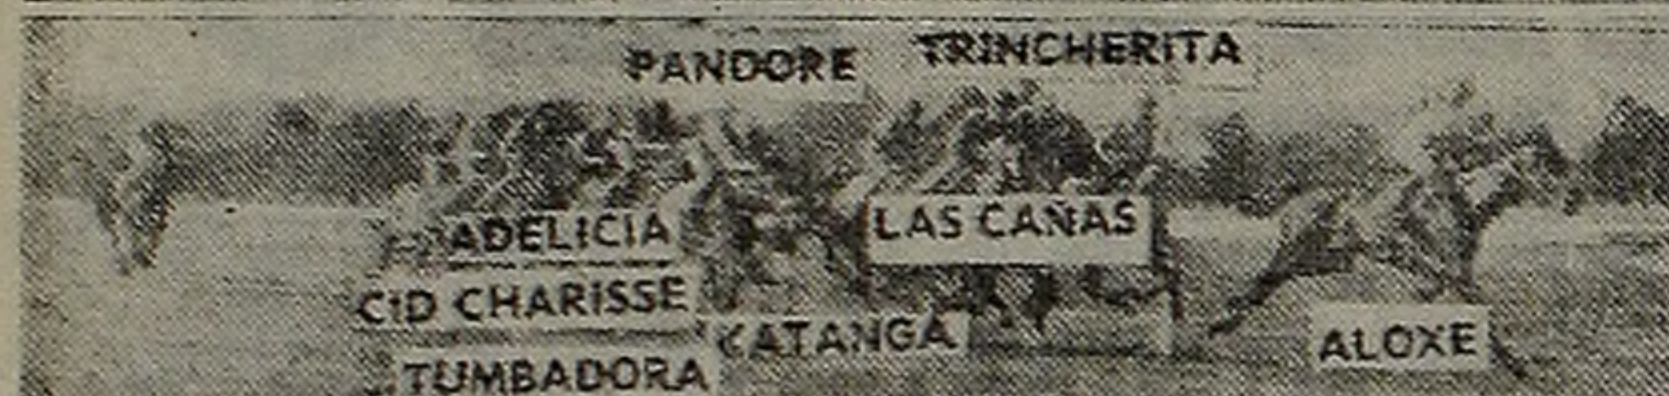 PANDORE TRINCHERITA
ADELICIA
LAS CAÑAS
CID CHARISSE
KATANGA
ALOXE
TUMBADORA